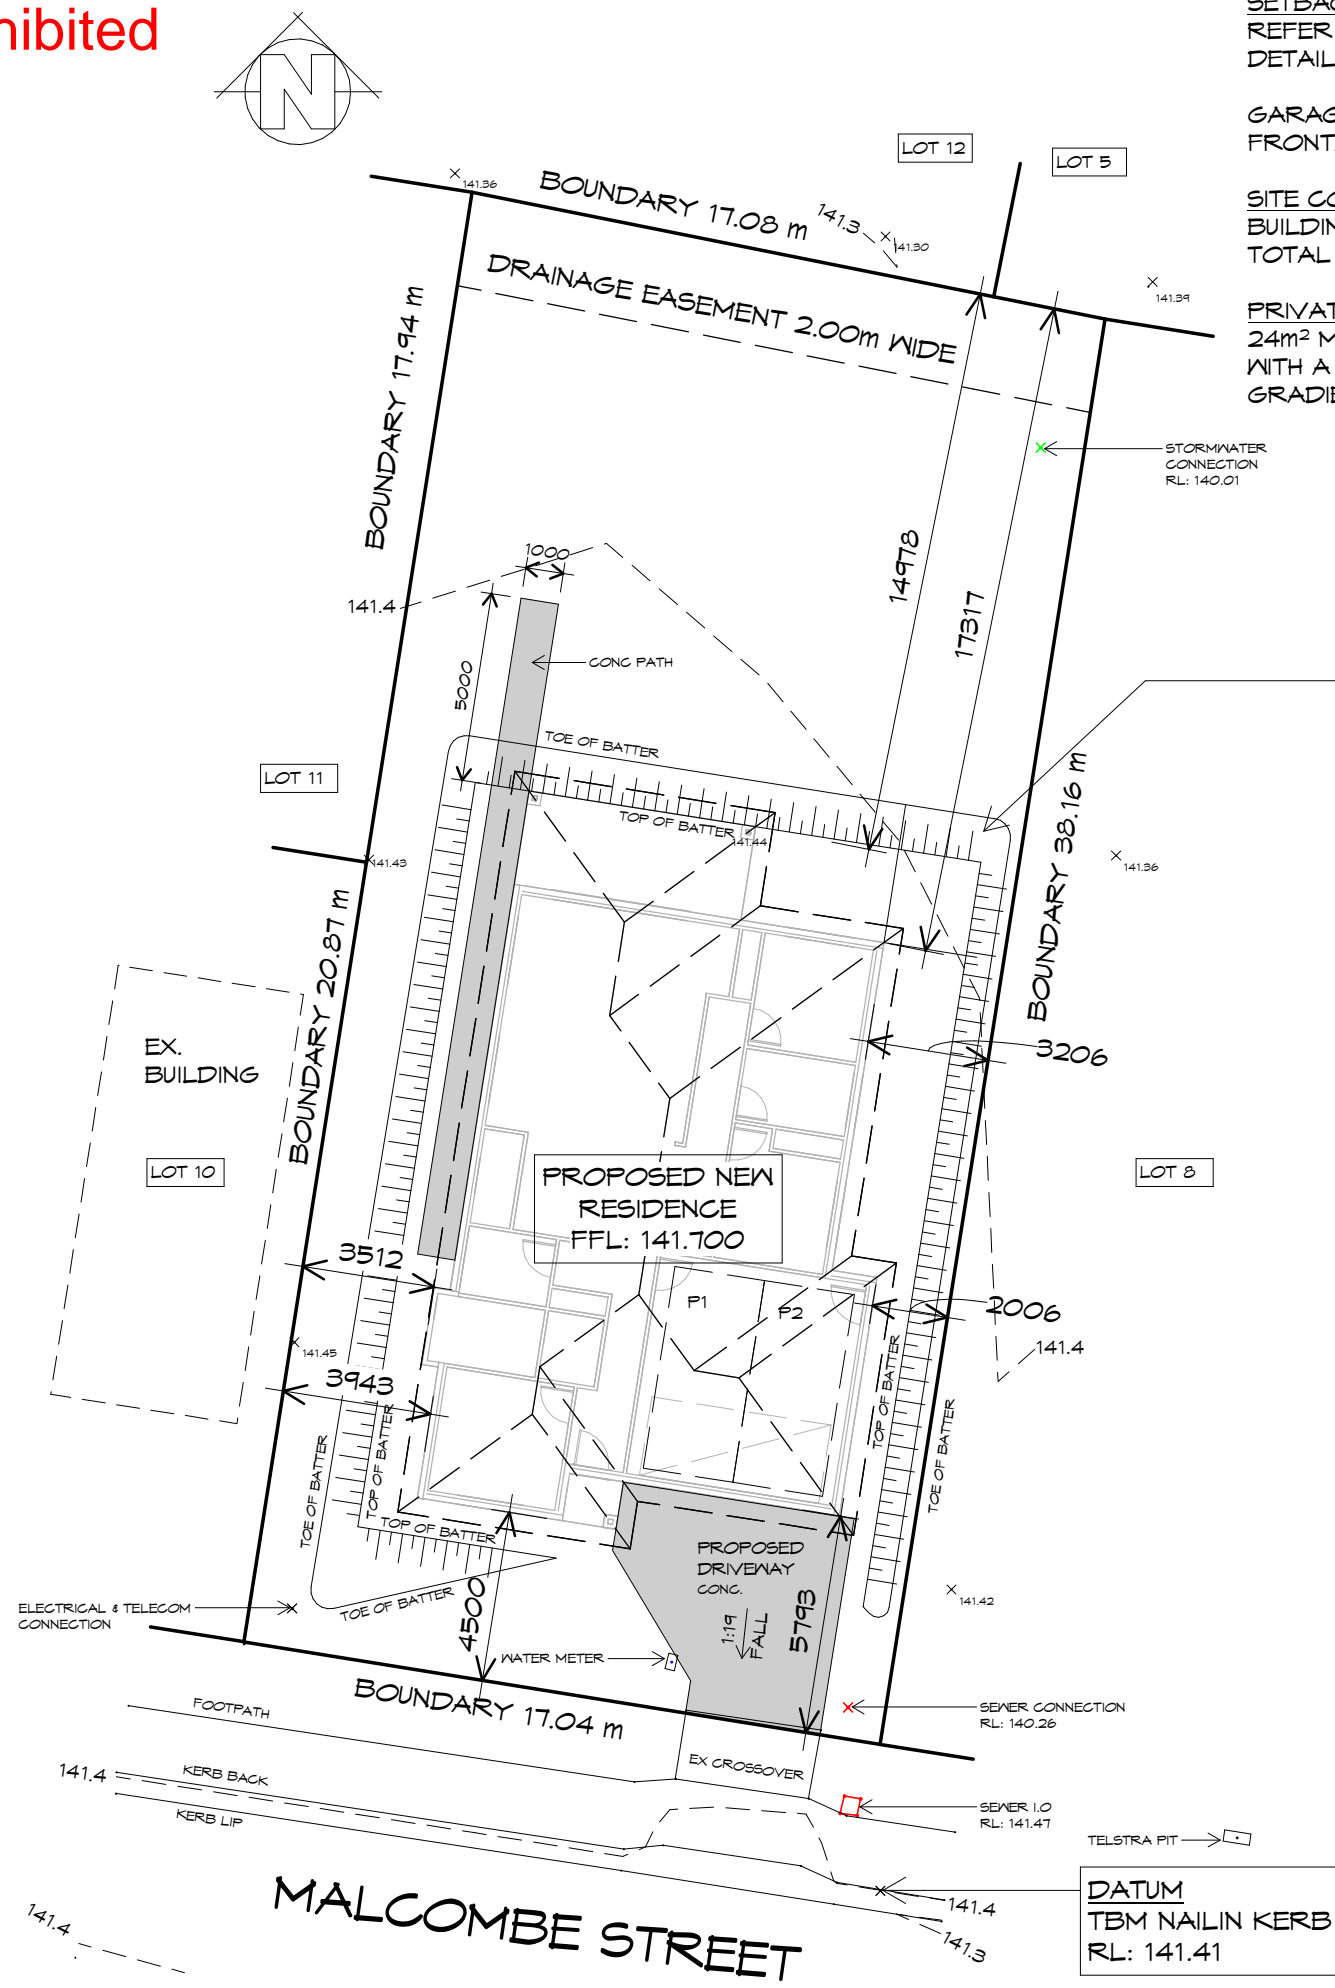 hibited
N
REFER
DETAIL
GARAG
FRONT
SITE CO
BUILDIN
TOTAL
PRIVAT
24m² M
WITH A
GRADIE
LOT 12
LOT 5
141.36
BOUNDARY 17.08 m
141.3
141.30
141.39
DRAINAGE EASEMENT 2.00m WIDE
BOUNDARY 17.94 m
STORMWATER
CONNECTION
RL: 140.01
14978
17317
1000
141.4
CONC PATH
5000
TOE OF BATTER
LOT 11
TOP OF BATTER
141.44
141.43
BOUNDARY 38.16 m
141.36
BOUNDARY 20.87 m
EX.
BUILDING
3206
LOT 10
LOT 8
PROPOSED NEW
RESIDENCE
FFL: 141.700
3512
P1
P2
2006
141.45
141.4
3943
TOP OF BATTER
TOE OF BATTER
TOP OF BATTER
TOE OF BATTER
TOP OF BATTER
TOE OF BATTER
PROPOSED
DRIVEWAY
CONC.
1:19
FALL
5793
4500
141.42
ELECTRICAL & TELECOM
CONNECTION
WATER METER
BOUNDARY 17.04 m
SEWER CONNECTION
RL: 140.26
FOOTPATH
EX CROSSOVER
141.4
KERB BACK
KERB LIP
SEWER I.O
RL: 141.47
TELSTRA PIT
MALCOMBE STREET
141.4
141.3
141.4
DATUM
TBM NAILIN KERB
RL: 141.41